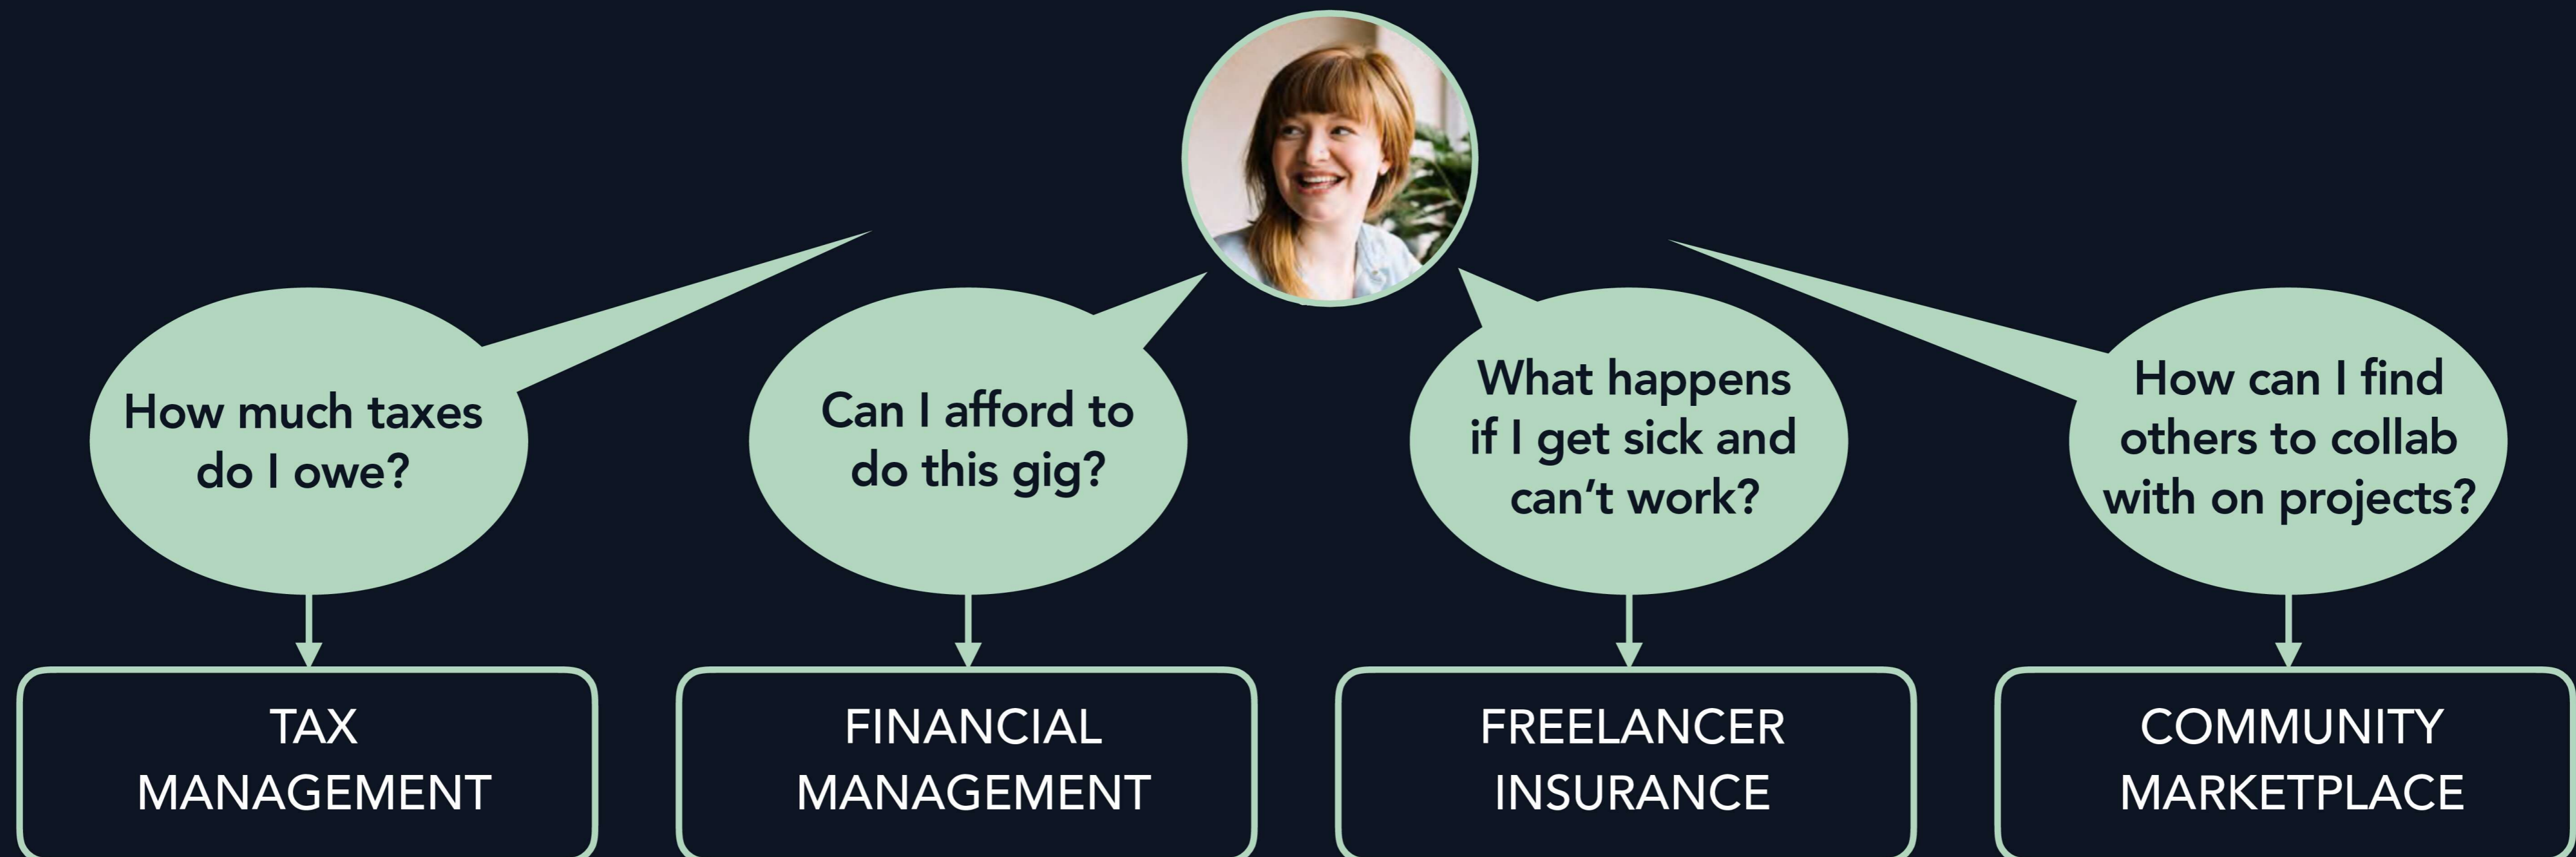 How much taxes
do I owe?
Can I afford to
do this gig?
What happens
if I get sick and
can’t work?
How can I find
others to collab
with on projects?
TAX
MANAGEMENT
FINANCIAL
MANAGEMENT
FREELANCER
INSURANCE
COMMUNITY
MARKETPLACE